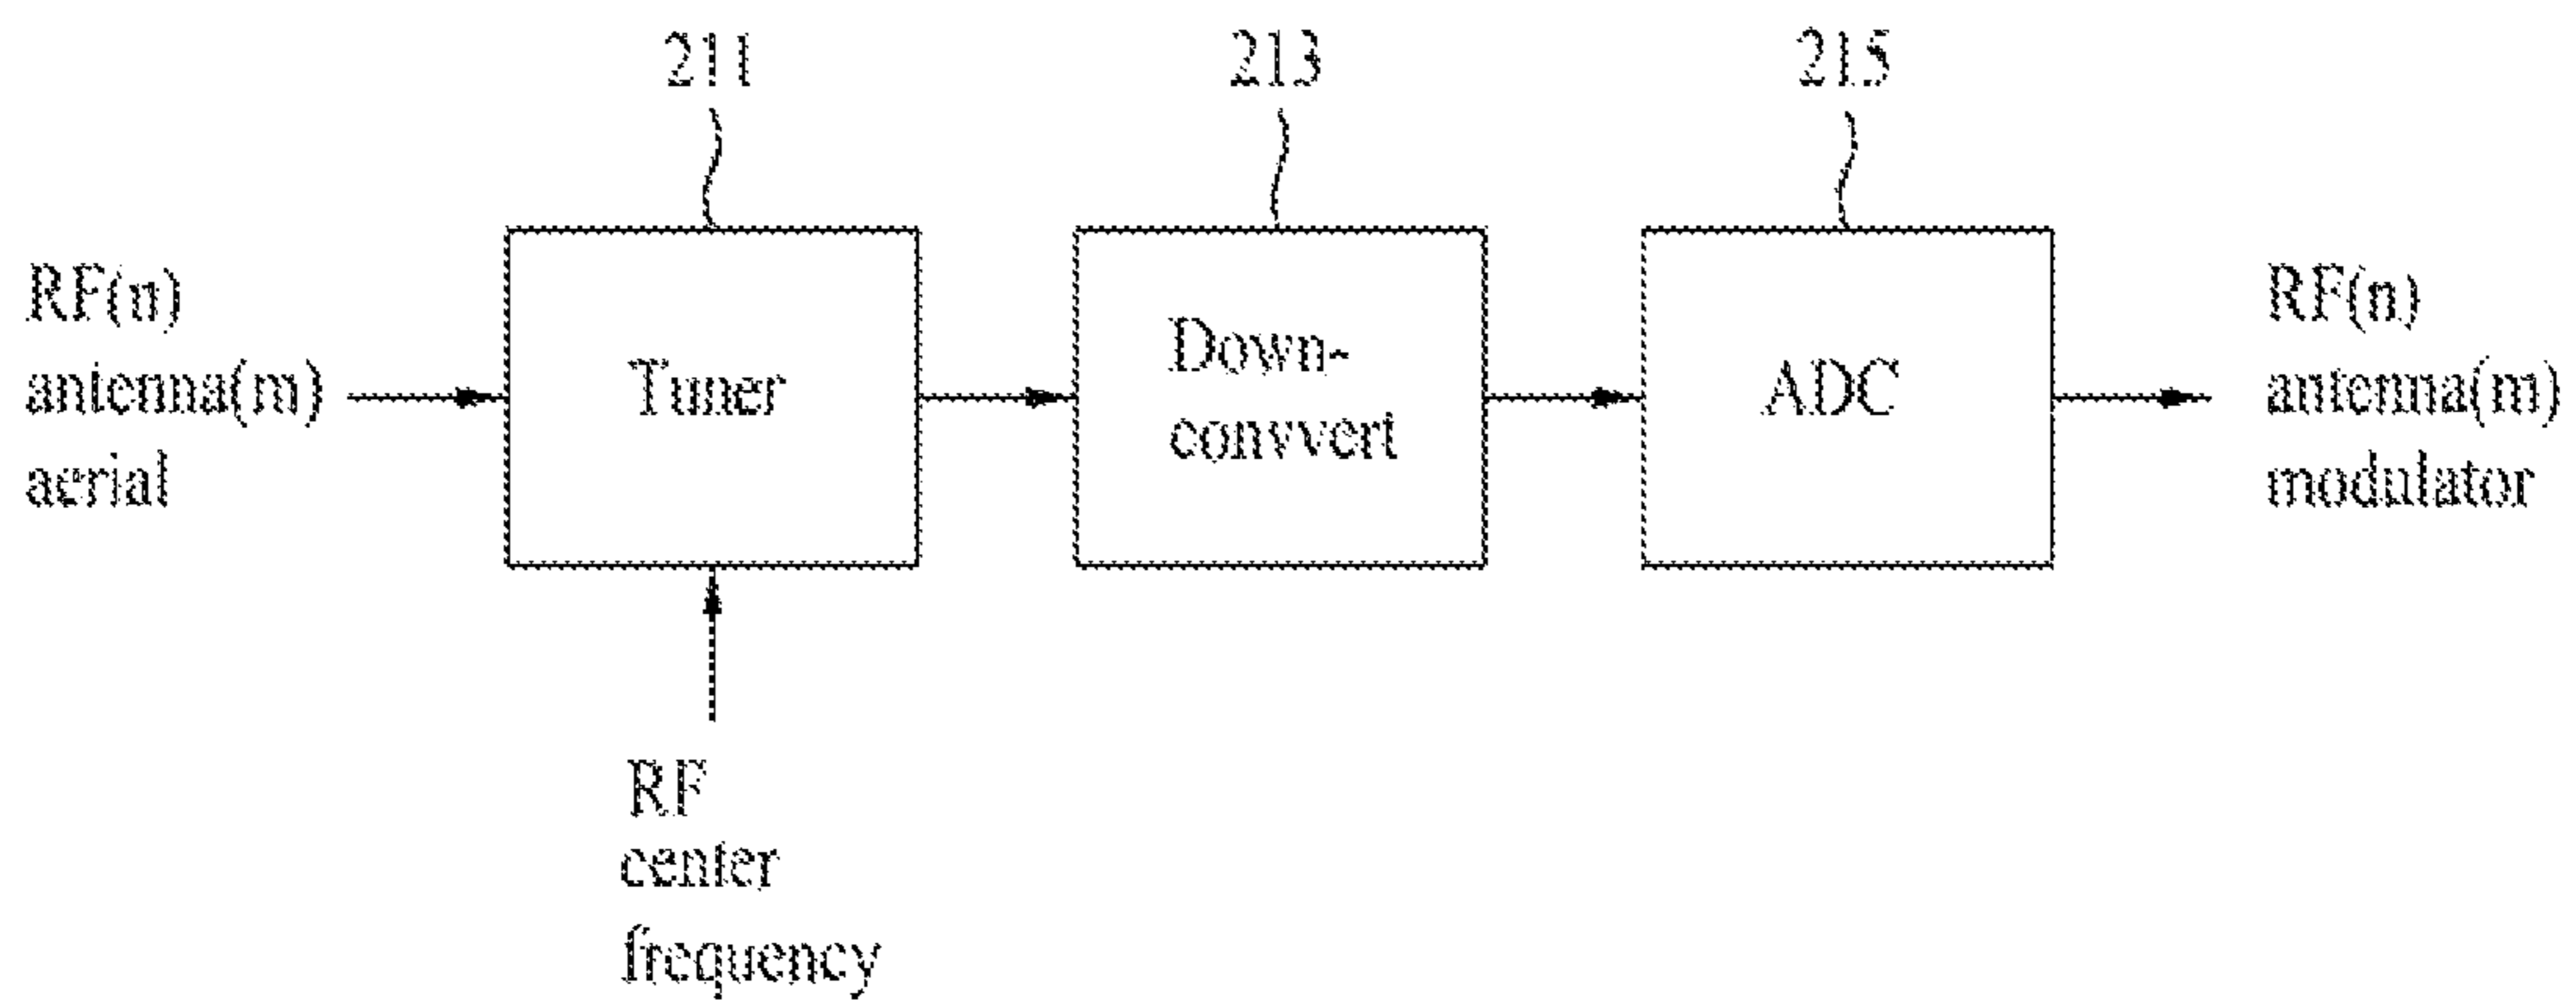 211
213
215
RF(n)
antenna(m)
aerial
Tuner
Down-
convvert
ADC
RF(n)
antenna(m)
modulator
RF
center
frequency